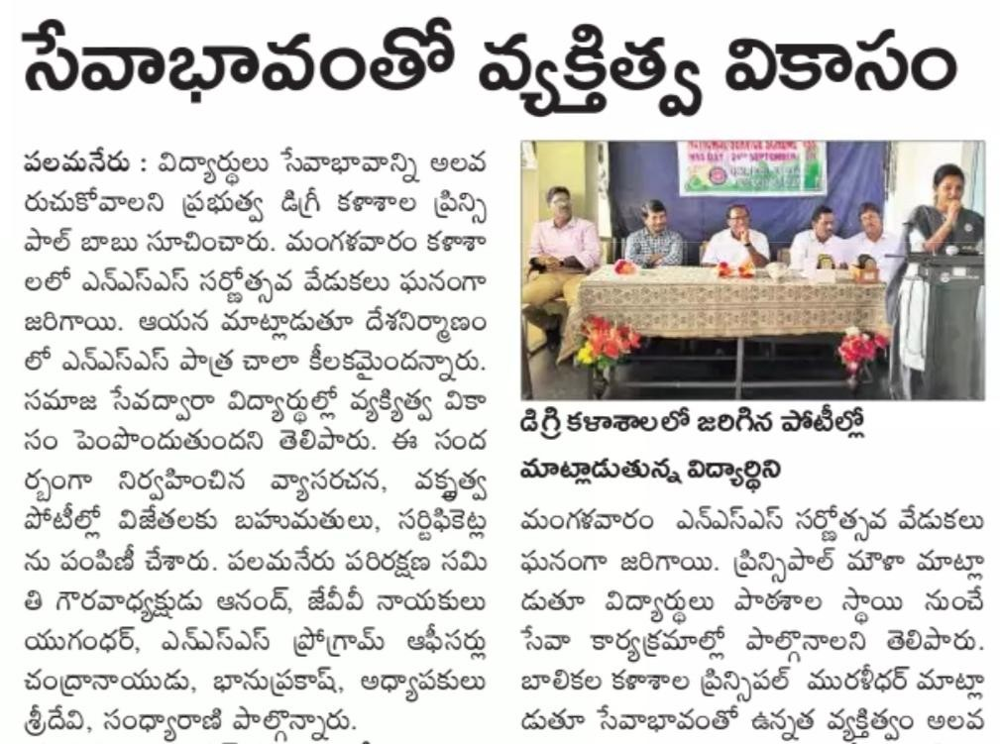 సేవాభావంతో వ్యక్తిత్వ వికాసం
పలమనేరు : విద్యార్థులు సేవాభావాన్ని అలవ
రుచుకోవాలని ప్రభుత్వ డిగ్రీ కళాశాల ప్రిన్సి
పాల్ బాబు సూచించారు. మంగళవారం కళాశా
లలో ఎన్ఎస్ఎస్ సర్ణోత్సవ వేడుకలు ఘనంగా
జరిగాయి. ఆయన మాట్లాడుతూ దేశనిర్మాణం
లో ఎన్ఎస్ఎస్ పాత్ర చాలా కీలకమైందన్నారు.
సమాజ సేవద్వారా విద్యార్థుల్లో వ్యక్యిత్వ వికా
సం పెంపొందుతుందని తెలిపారు. ఈ సంద
ర్భంగా నిర్వహించిన వ్యాసరచన, వక్తృత్వ
పోటీల్లో విజేతలకు బహుమతులు, సర్టిఫికెట్ల
ను పంపిణీ చేశారు. పలమనేరు పరిరక్షణ సమి
తి గౌరవాధ్యక్షుడు ఆనంద్, జేవీవీ నాయకులు
యుగంధర్, ఎన్ఎస్ఎస్ ప్రోగ్రామ్ ఆఫీసర్లు
చంద్రానాయుడు, భానుప్రకాష్, అధ్యాపకులు
శ్రీదేవి, సంధ్యారాణి పాల్గొన్నారు.
NATIONAL SERVICE SCHEME
NSS DAY | 24TH SEPTEMBER
డిగ్రీ కళాశాలలో జరిగిన పోటీల్లో
మాట్లాడుతున్న విద్యార్థిని
మంగళవారం ఎన్ఎస్ఎస్ సర్ణోత్సవ వేడుకలు
ఘనంగా జరిగాయి. ప్రిన్సిపాల్ మౌళా మాట్లా
డుతూ విద్యార్థులు పాఠశాల స్థాయి నుంచే
సేవా కార్యక్రమాల్లో పాల్గొనాలని తెలిపారు.
బాలికల కళాశాల ప్రిన్సిపల్ మురళీధర్ మాట్లా
డుతూ సేవాభావంతో ఉన్నత వ్యక్తిత్వం అలవ